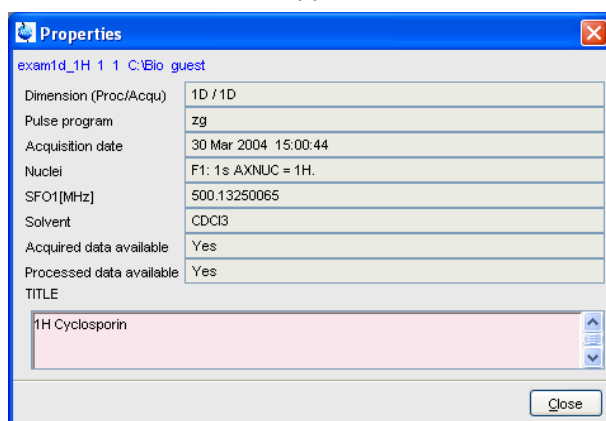 Properties
exam1d_1H 1 1 C:\Bio guest
Dimension (Proc/Acqu) 1D / 1D
Pulse program zg
Acquisition date 30 Mar 2004 15:00:44
Nuclei F1: 1s AXNUC = 1H.
SFO1[MHz] 500.13250065
Solvent CDCl3
Acquired data available Yes
Processed data available Yes
TITLE
1H Cyclosporin
Close